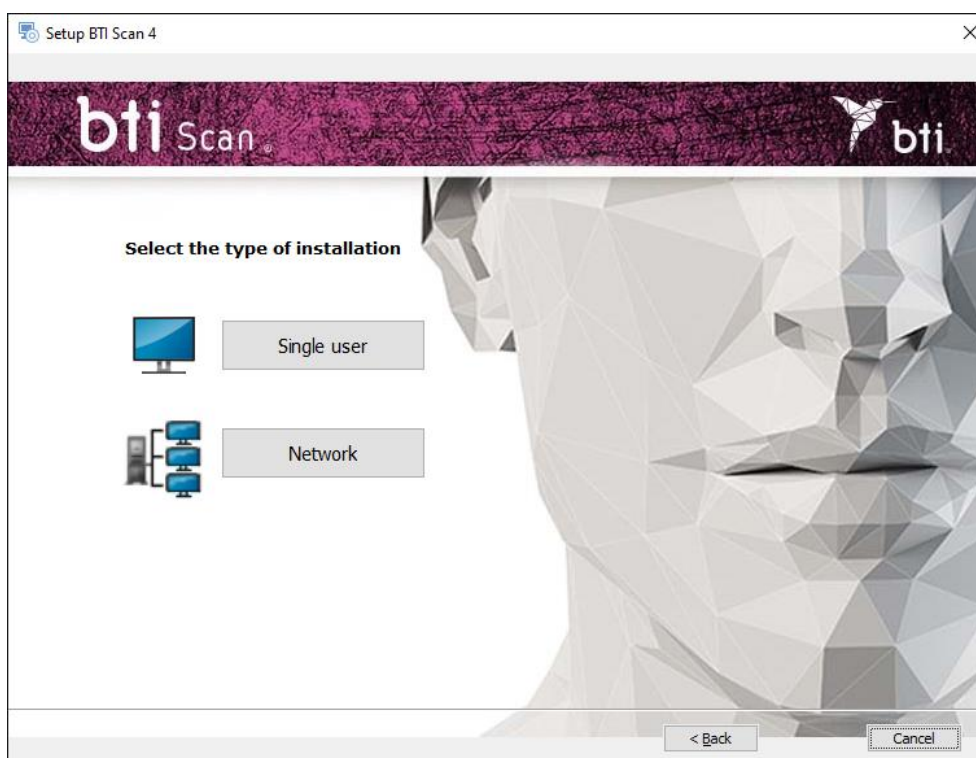 Setup BTI Scan 4
bti Scan®
bti
Select the type of installation
Single user
Network
< Back
Cancel